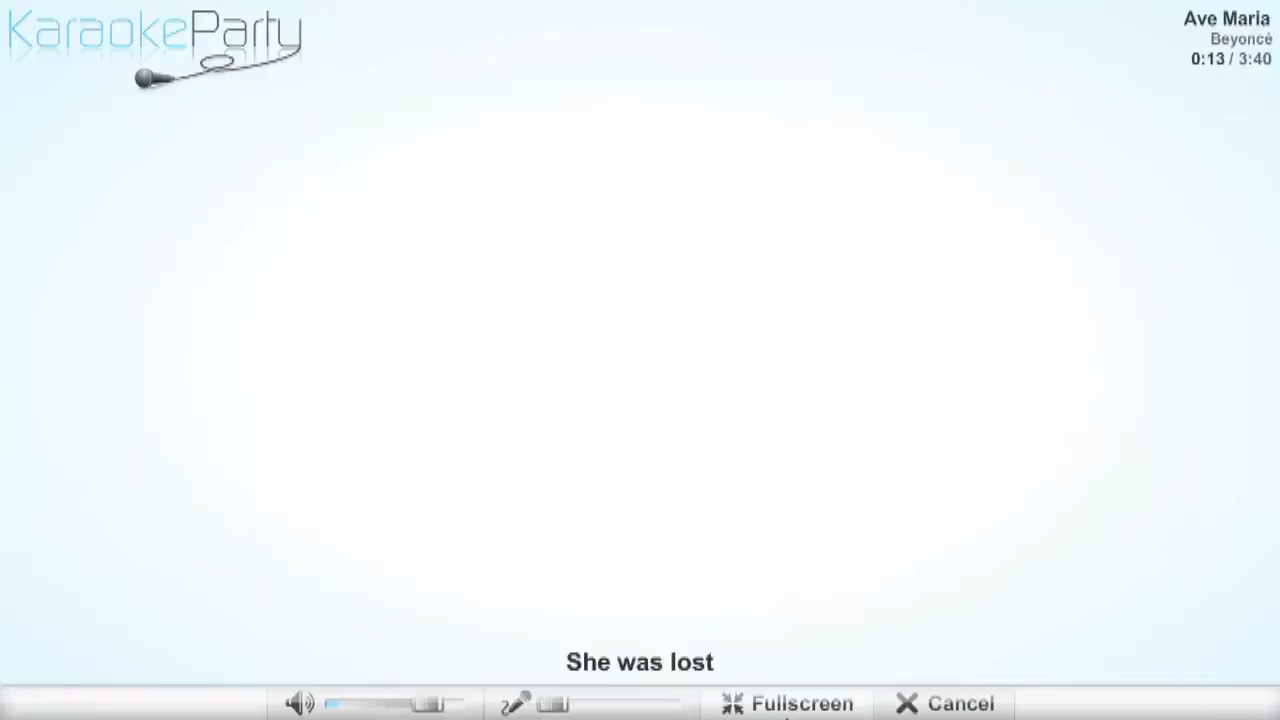 KaraokeParty
Ave Maria
Beyoncé
0:13 / 3:40
She was lost
Fullscreen
Cancel